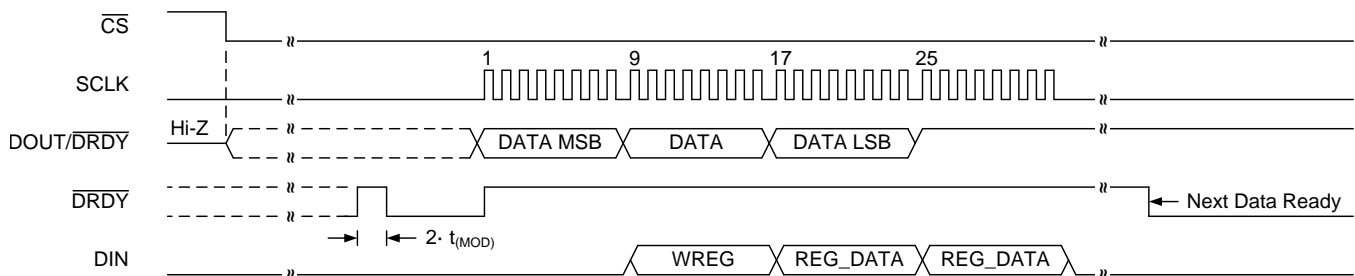 CS
1 9 17 25
SCLK
Hi-Z
DOUT/DRDY DATA MSB DATA DATA LSB
DRDY Next Data Ready
2· t(MOD)
DIN WREG REG_DATA REG_DATA